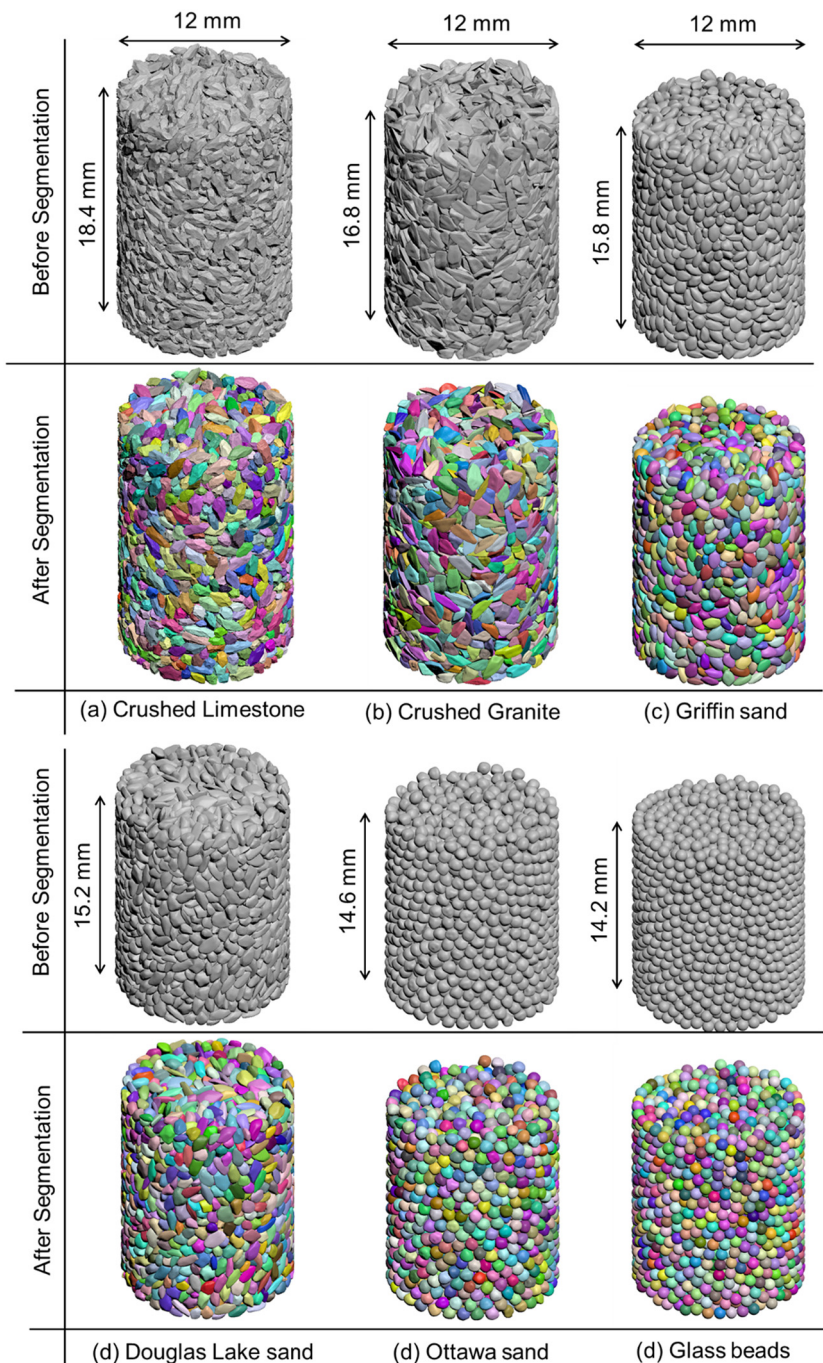 12 mm
12 mm
12 mm
Before Segmentation
18.4 mm
16.8 mm
15.8 mm
After Segmentation
(a) Crushed Limestone
(b) Crushed Granite
(c) Griffin sand
Before Segmentation
15.2 mm
14.6 mm
14.2 mm
After Segmentation
(d) Douglas Lake sand
(d) Ottawa sand
(d) Glass beads